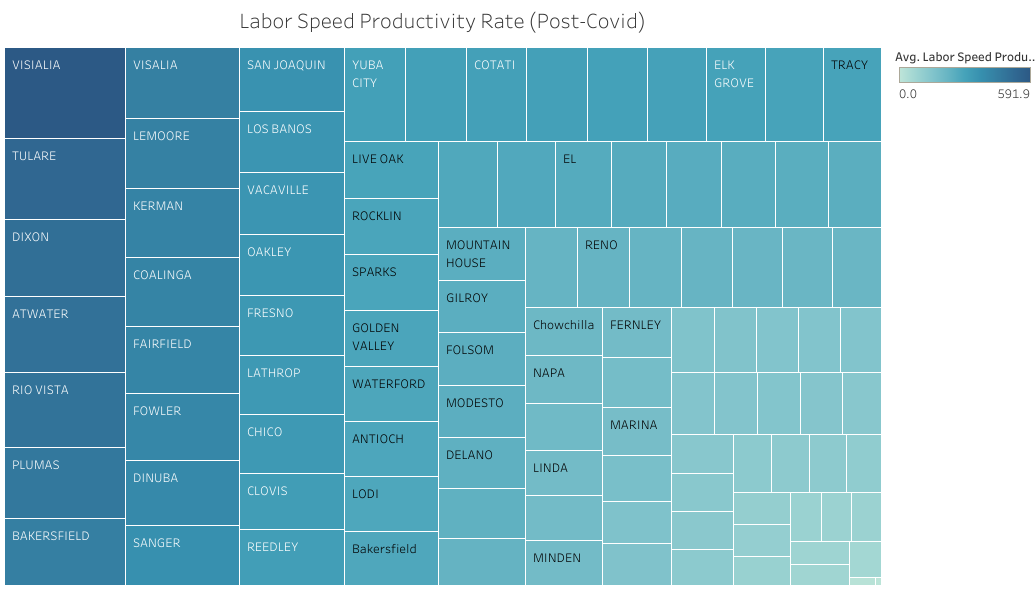 Labor Speed Productivity Rate (Post-Covid)
VISIALIA
TULARE
DIXON
ATWATER
RIO VISTA
PLUMAS
BAKERSFIELD
VISALIA
LEMOORE
KERMAN
COALINGA
FAIRFIELD
FOWLER
DINUBA
SANGER
SAN JOAQUIN
LOS BANOS
VACAVILLE
OAKLEY
FRESNO
LATHROP
CHICO
CLOVIS
REEDLEY
YUBA
CITY
COTATI
ELK
GROVE
TRACY
LIVE OAK
ROCKLIN
SPARKS
GOLDEN
VALLEY
WATERFORD
ANTIOCH
LODI
Bakersfield
EL
MOUNTAIN
HOUSE
GILROY
FOLSOM
MODESTO
DELANO
RENO
Chowchilla
NAPA
LINDA
MINDEN
FERNLEY
MARINA
Avg. Labor Speed Produ..
0.0 591.9